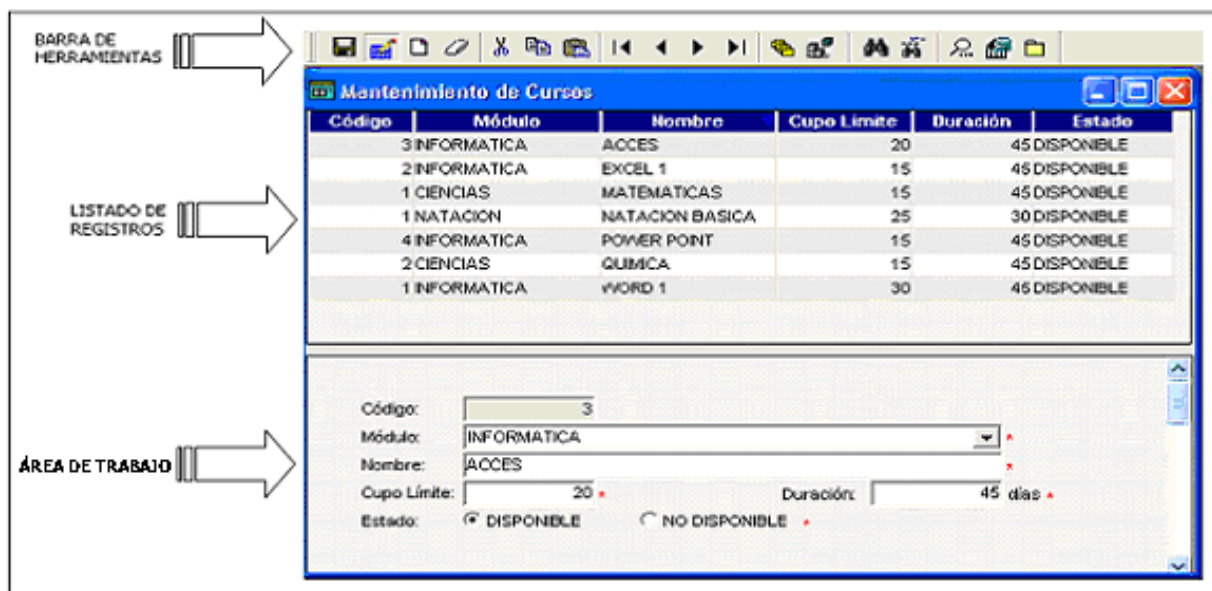 BARRA DE
HERRAMIENTAS
Mantenimiento de Cursos
Código Módulo Nombre Cupo Límite Duración Estado
3 INFORMATICA ACCES 20 45 DISPONIBLE
2 INFORMATICA EXCEL 1 15 45 DISPONIBLE
1 CIENCIAS MATEMATICAS 15 45 DISPONIBLE
1 NATACION NATACION BASICA 25 30 DISPONIBLE
4 INFORMATICA POWER POINT 15 45 DISPONIBLE
2 CIENCIAS QUIMICA 15 45 DISPONIBLE
1 INFORMATICA WORD 1 30 45 DISPONIBLE
LISTADO DE
REGISTROS
ÁREA DE TRABAJO
Código: 3
Módulo: INFORMATICA *
Nombre: ACCES *
Cupo Límite: 20 * Duración: 45 días *
Estado: DISPONIBLE NO DISPONIBLE *